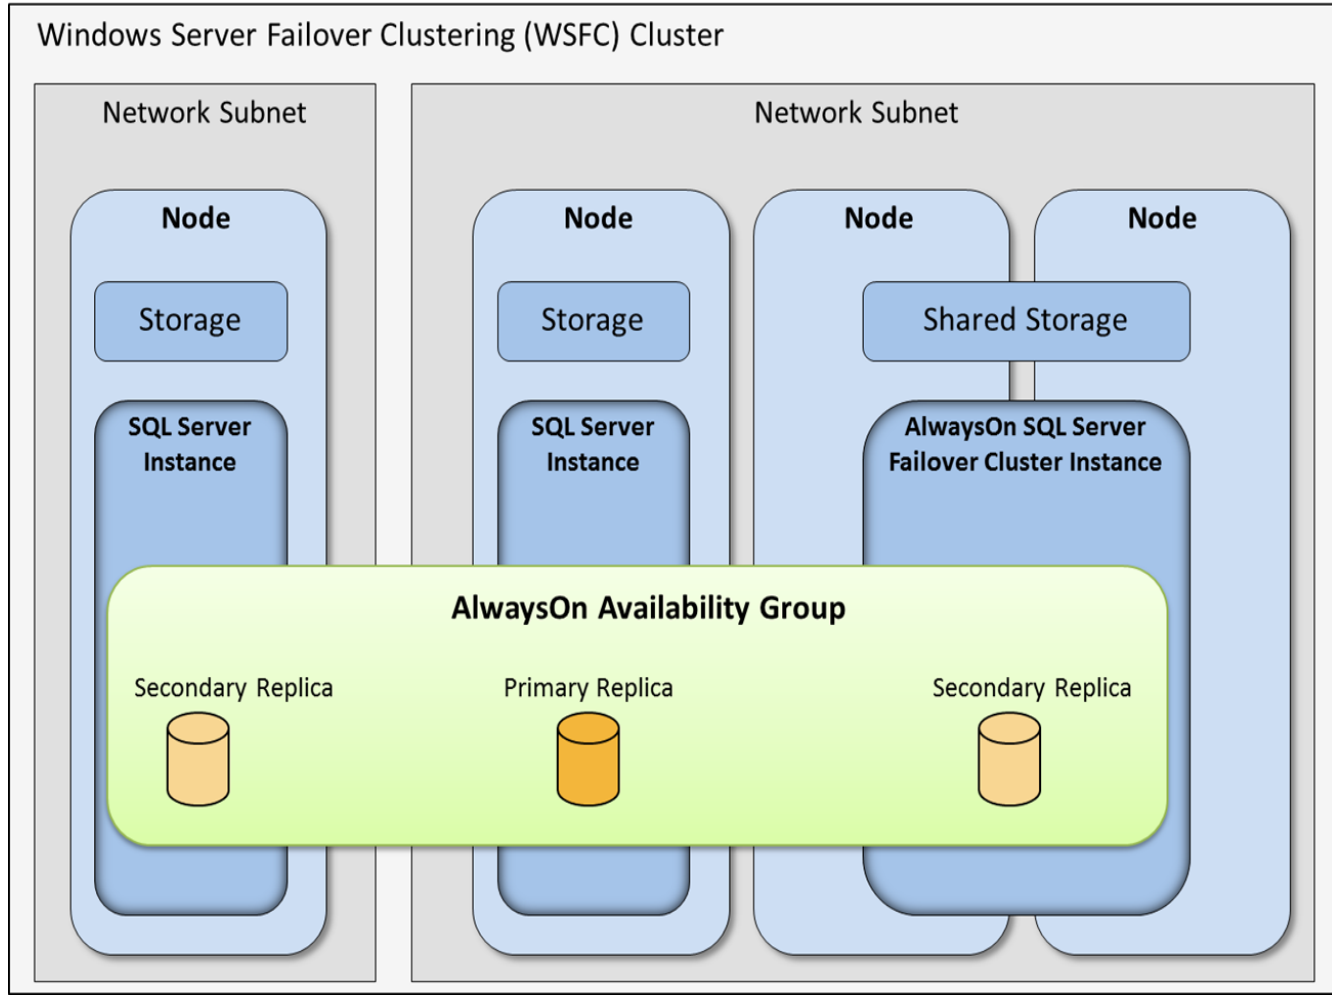 Windows Server Failover Clustering (WSFC) Cluster
Network Subnet
Network Subnet
Node
Node
Node
Node
Storage
Storage
Shared Storage
SQL Server
Instance
SQL Server
Instance
AlwaysOn SQL Server
Failover Cluster Instance
AlwaysOn Availability Group
Secondary Replica
Primary Replica
Secondary Replica